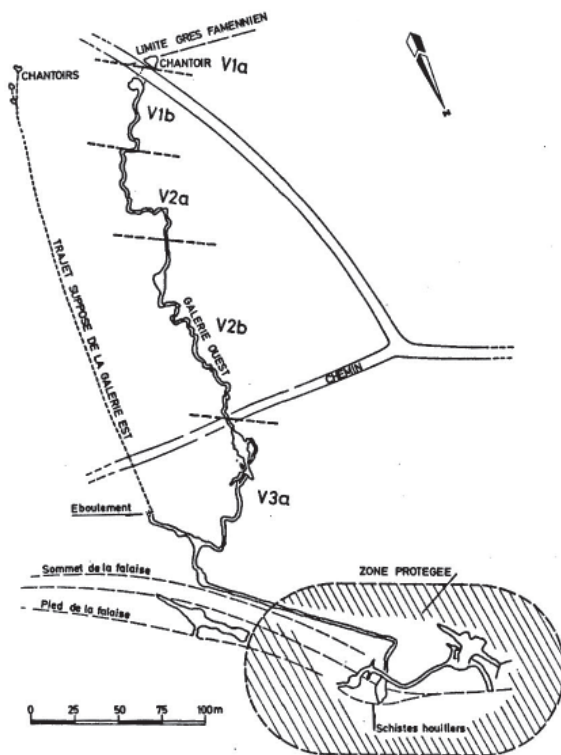 LIMITE GRES FAMENNIEN
CHANTOIR V1a
CHANTOIRS
V1b
V2a
TRAJET SUPPOSE DE LA GALERIE EST
GALERIE OUEST
V2b
CHEMIN
V3a
Eboulement
Sommet de la falaise
ZONE PROTEGEE
Pied de la falaise
0 25 50 75 100m
Schistes houillers
N